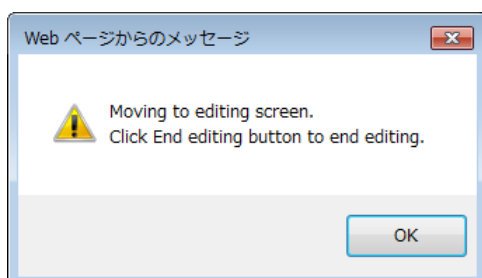 Web ページからのメッセージ
Moving to editing screen.
Click End editing button to end editing.
OK